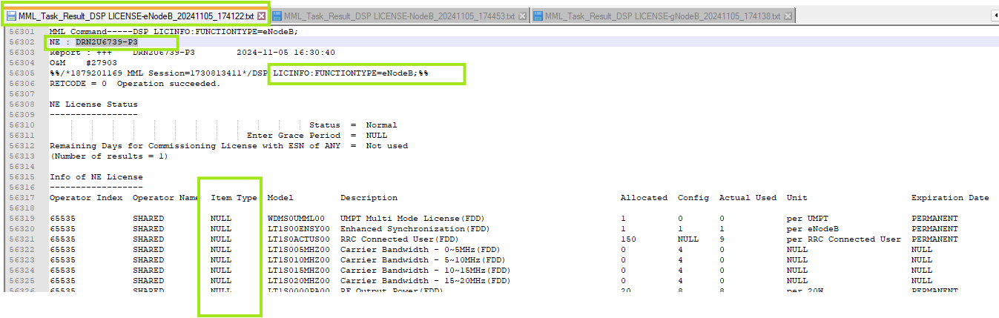 MML_Task_Result_DSP LICENSE-eNodeB_20241105_174122.txt MML_Task_Result_DSP LICENSE-NodeB_20241105_174453.txt MML_Task_Result_DSP LICENSE-gNodeB_20241105_174138.txt
56301 MML Command-----DSP LICINFO:FUNCTIONTYPE=eNodeB;
56302 NE : DRN2U6739-P3
56303 Report : +++ DRN2U6739-P3 2024-11-05 16:30:40
56304 O&M #27903
56305 %%/*1879201169 MML Session=1730813411*/DSP LICINFO:FUNCTIONTYPE=eNodeB;%%
56306 RETCODE = 0 Operation succeeded.
56307
56308 NE License Status
56309 -----------------
56310 Status = Normal
56311 Enter Grace Period = NULL
56312 Remaining Days for Commissioning License with ESN of ANY = Not used
56313 (Number of results = 1)
56314
56315 Info of NE License
56316 ------------------
56317 Operator Index Operator Name Item Type Model Description Allocated Config Actual Used Unit Expiration Date
56318
56319 65535 SHARED NULL WDMS0UMML00 UMPT Multi Mode License(FDD) 1 0 0 per UMPT PERMANENT
56320 65535 SHARED NULL LT1S00ENSY00 Enhanced Synchronization(FDD) 1 1 1 per eNodeB PERMANENT
56321 65535 SHARED NULL LT1S0ACTUS00 RRC Connected User(FDD) 150 NULL 9 per RRC Connected User PERMANENT
56322 65535 SHARED NULL LT1S005MHZ00 Carrier Bandwidth - 0~5MHz(FDD) 0 4 0 NULL NULL
56323 65535 SHARED NULL LT1S010MHZ00 Carrier Bandwidth - 5~10MHz(FDD) 0 4 0 NULL NULL
56324 65535 SHARED NULL LT1S015MHZ00 Carrier Bandwidth - 10~15MHz(FDD) 0 4 0 NULL NULL
56325 65535 SHARED NULL LT1S020MHZ00 Carrier Bandwidth - 15~20MHz(FDD) 0 4 0 NULL NULL
56326 65535 SHARED NULL LT1S0000PA00 RF Output Power(FDD) 20 8 8 per 20W PERMANENT